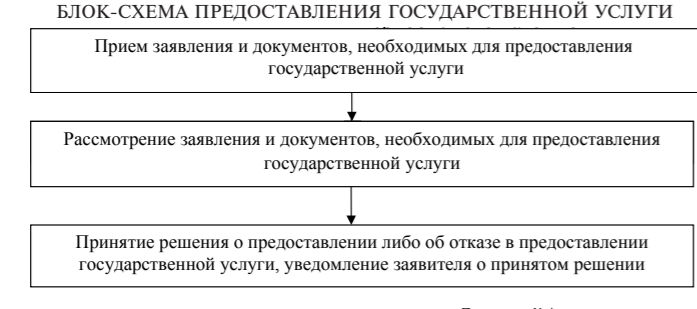 БЛОК-СХЕМА ПРЕДОСТАВЛЕНИЯ ГОСУДАРСТВЕННОЙ УСЛУГИ
Прием заявления и документов, необходимых для предоставления
государственной услуги
Рассмотрение заявления и документов, необходимых для предоставления
государственной услуги
Принятие решения о предоставлении либо об отказе в предоставлении
государственной услуги, уведомление заявителя о принятом решении